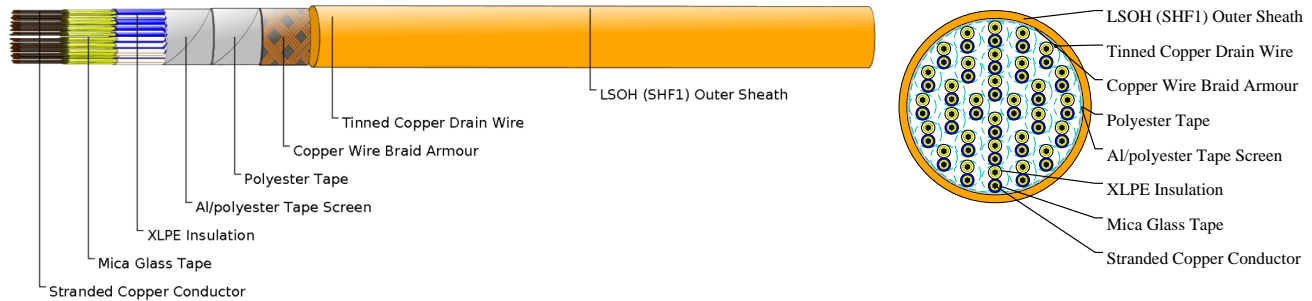 LSOH (SHF1) Outer Sheath
Tinned Copper Drain Wire
Copper Wire Braid Armour
Polyester Tape
Al/polyester Tape Screen
XLPE Insulation
Mica Glass Tape
Stranded Copper Conductor
LSOH (SHF1) Outer Sheath
Tinned Copper Drain Wire
Copper Wire Braid Armour
Polyester Tape
Al/polyester Tape Screen
XLPE Insulation
Mica Glass Tape
Stranded Copper Conductor